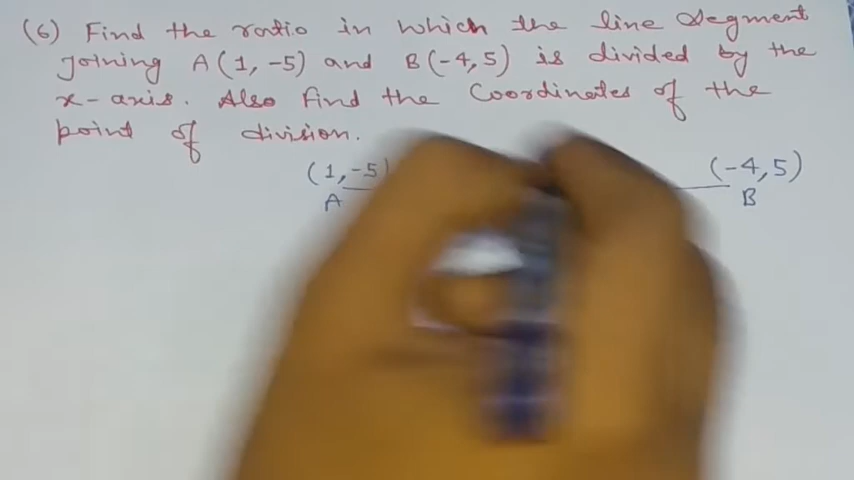 (6) Find the ratio in which the line segment
joining A(1, -5) and B(-4, 5) is divided by the
x-axis. Also find the coordinates of the
point of division.
(1, -5) (-4, 5)
A B